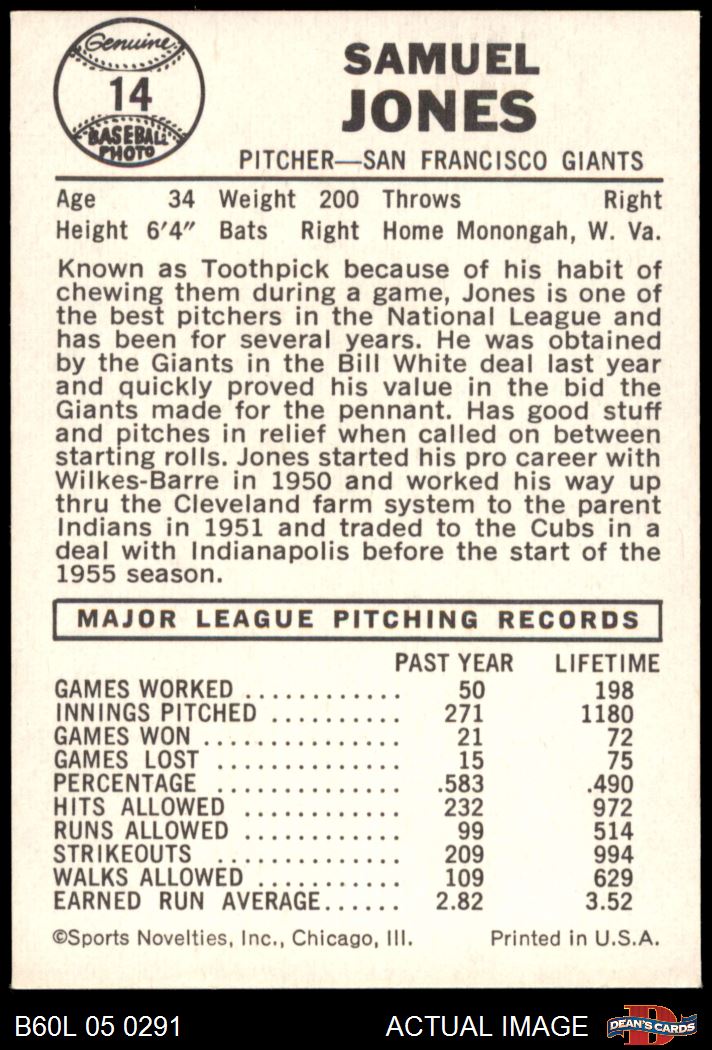 Genuine
14
BASEBALL
PHOTO
SAMUEL
JONES
PITCHER—SAN FRANCISCO GIANTS
Age 34 Weight 200 Throws Right
Height 6'4" Bats Right Home Monongah, W. Va.
Known as Toothpick because of his habit of
chewing them during a game, Jones is one of
the best pitchers in the National League and
has been for several years. He was obtained
by the Giants in the Bill White deal last year
and quickly proved his value in the bid the
Giants made for the pennant. Has good stuff
and pitches in relief when called on between
starting rolls. Jones started his pro career with
Wilkes-Barre in 1950 and worked his way up
thru the Cleveland farm system to the parent
Indians in 1951 and traded to the Cubs in a
deal with Indianapolis before the start of the
1955 season.
MAJOR LEAGUE PITCHING RECORDS
PAST YEAR LIFETIME
GAMES WORKED ............ 50 198
INNINGS PITCHED .......... 271 1180
GAMES WON ............... 21 72
GAMES LOST .............. 15 75
PERCENTAGE .............. .583 .490
HITS ALLOWED ............ 232 972
RUNS ALLOWED ............ 99 514
STRIKEOUTS .............. 209 994
WALKS ALLOWED ........... 109 629
EARNED RUN AVERAGE...... 2.82 3.52
©Sports Novelties, Inc., Chicago, Ill. Printed in U.S.A.
B60L 05 0291 ACTUAL IMAGE DEAN'S CARDS